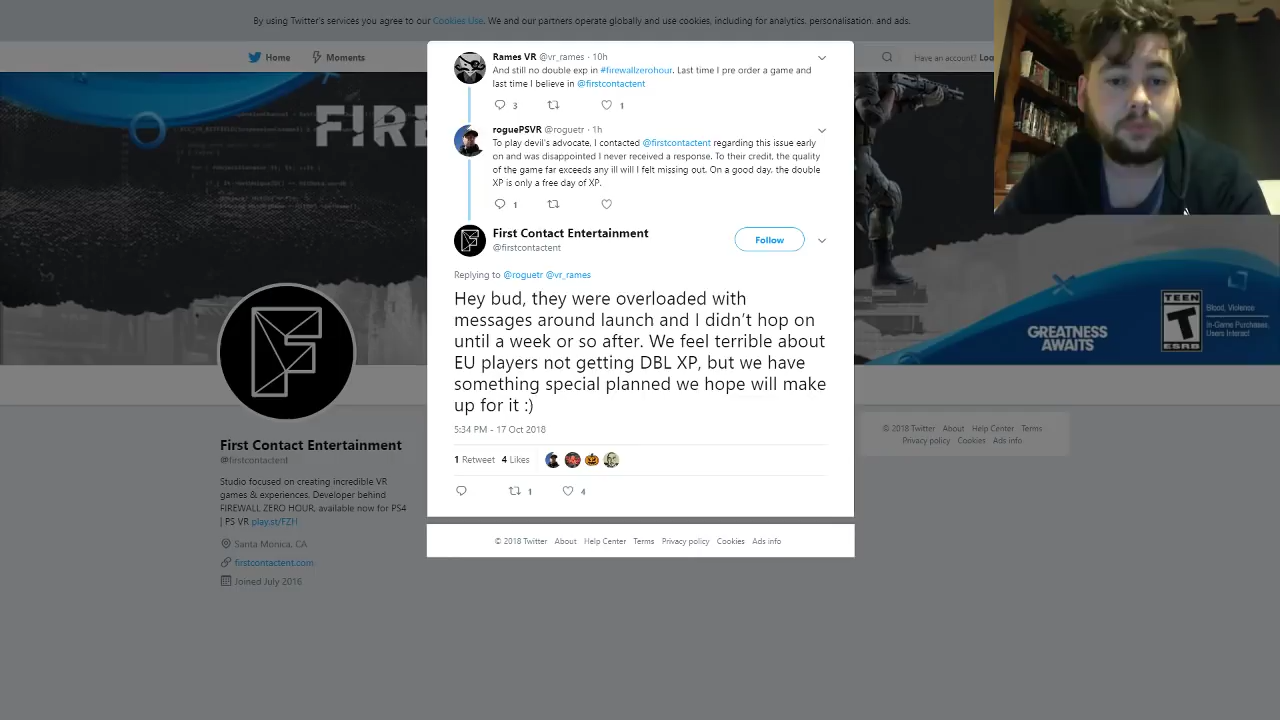 By using Twitter's services you agree to our Cookies Use. We and our partners operate globally and use cookies, including for analytics, personalisation, and ads.
Home
Moments
Have an account?
FIRE
Rames VR @vr_rames · 10h
And still no double exp in #firewallzerohour. Last time I pre order a game and
last time I believe in @firstcontactent
3
1
roguePSVR @roguetr · 1h
To play devil's advocate, I contacted @firstcontactent regarding this issue early
on and was disappointed I never received a response. To their credit, the quality
of the game far exceeds any ill will I felt missing out. On a good day, the double
XP is only a free day of XP.
1
First Contact Entertainment
@firstcontactent
Follow
Replying to @roguetr @vr_rames
Hey bud, they were overloaded with
messages around launch and I didn’t hop on
until a week or so after. We feel terrible about
EU players not getting DBL XP, but we have
something special planned we hope will make
up for it :)
5:34 PM - 17 Oct 2018
1 Retweet 4 Likes
1
4
© 2018 Twitter About Help Center Terms Privacy policy Cookies Ads info
First Contact Entertainment
@firstcontactent
Studio focused on creating incredible VR
games & experiences. Developer behind
FIREWALL ZERO HOUR, available now for PS4
| PS VR play.st/FZH
Santa Monica, CA
firstcontactent.com
Joined July 2016
GREATNESS
AWAITS
TEEN
T
ESRB
Blood, Violence
In-Game Purchases,
Users Interact
© 2018 Twitter About Help Center Terms
Privacy policy Cookies Ads info